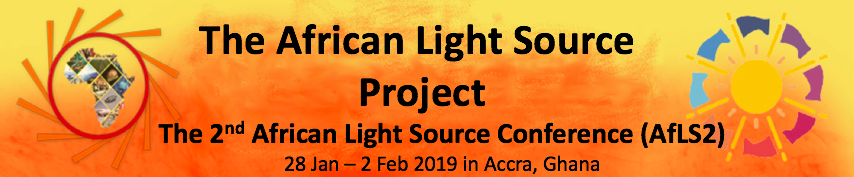 The African Light Source
Project
The 2nd African Light Source Conference (AfLS2)
28 Jan – 2 Feb 2019 in Accra, Ghana